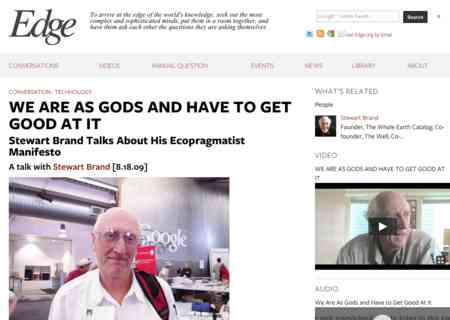 Edge
To arrive at the edge of the world's knowledge, seek out the most
complex and sophisticated minds, put them in a room together, and
have them ask each other the questions they are asking themselves
Search
Get Edge.org by Email
CONVERSATIONS
VIDEOS
ANNUAL QUESTION
EVENTS
NEWS
LIBRARY
ABOUT
CONVERSATION : TECHNOLOGY
WE ARE AS GODS AND HAVE TO GET
GOOD AT IT
Stewart Brand Talks About His Ecopragmatist
Manifesto
A talk with Stewart Brand [8.18.09]
Google
WHAT'S RELATED
People
Stewart Brand
Founder, The Whole Earth Catalog; Co-
founder, The Well; Co-...
VIDEO
WE ARE AS GODS AND HAVE TO GET GOOD AT
IT
AUDIO
We Are As Gods and Have to Get Good at It